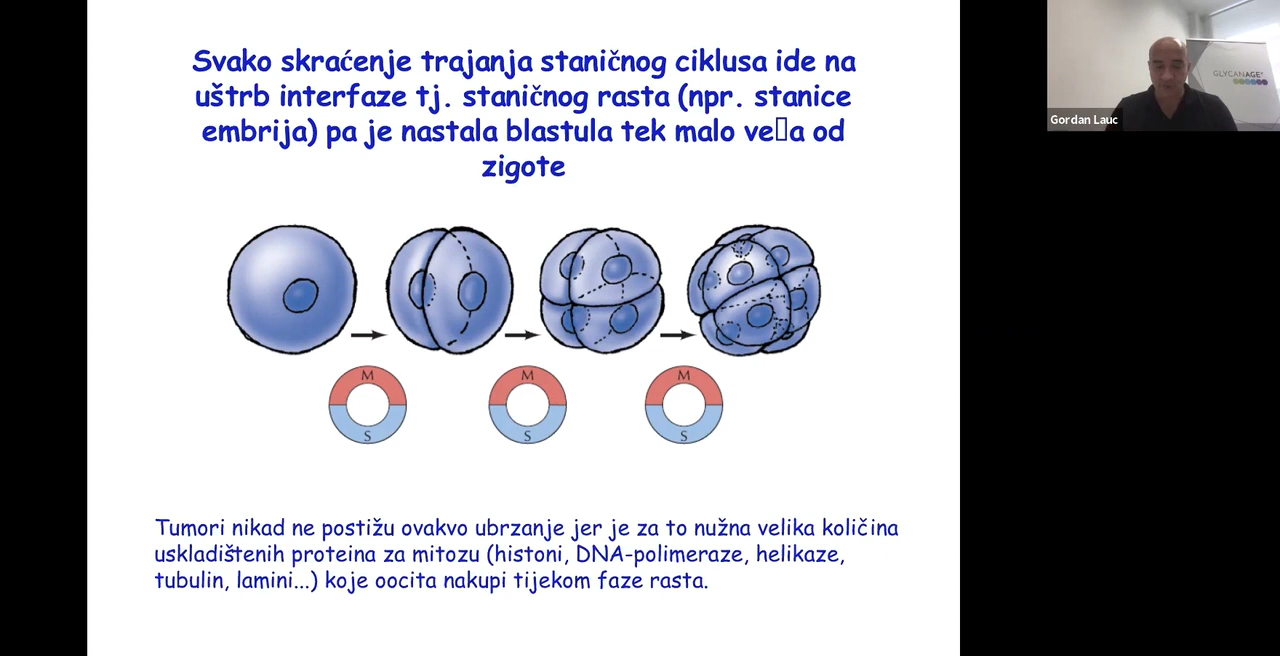 Svako skraćenje trajanja staničnog ciklusa ide na
uštrb interfaze tj. staničnog rasta (npr. stanice
embrija) pa je nastala blastula tek malo ve▯a od
zigote
M
S
M
S
M
S
Tumori nikad ne postižu ovakvo ubrzanje jer je za to nužna velika količina
uskladištenih proteina za mitozu (histoni, DNA-polimeraze, helikaze,
tubulin, lamini...) koje oocita nakupi tijekom faze rasta.
GLYCANAGE
Gordan Lauc